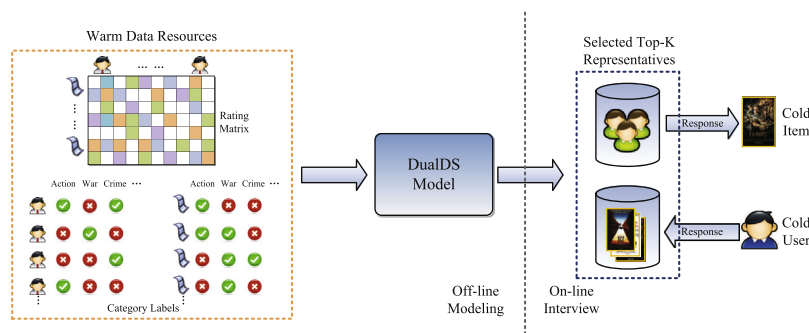 Warm Data Resources
... ...
Rating
Matrix
Action War Crime ...
Action War Crime ...
Category Labels
DualDS
Model
Off-line
Modeling
On-line
Interview
Selected Top-K
Representatives
Response
Cold
Item
Response
Cold
User